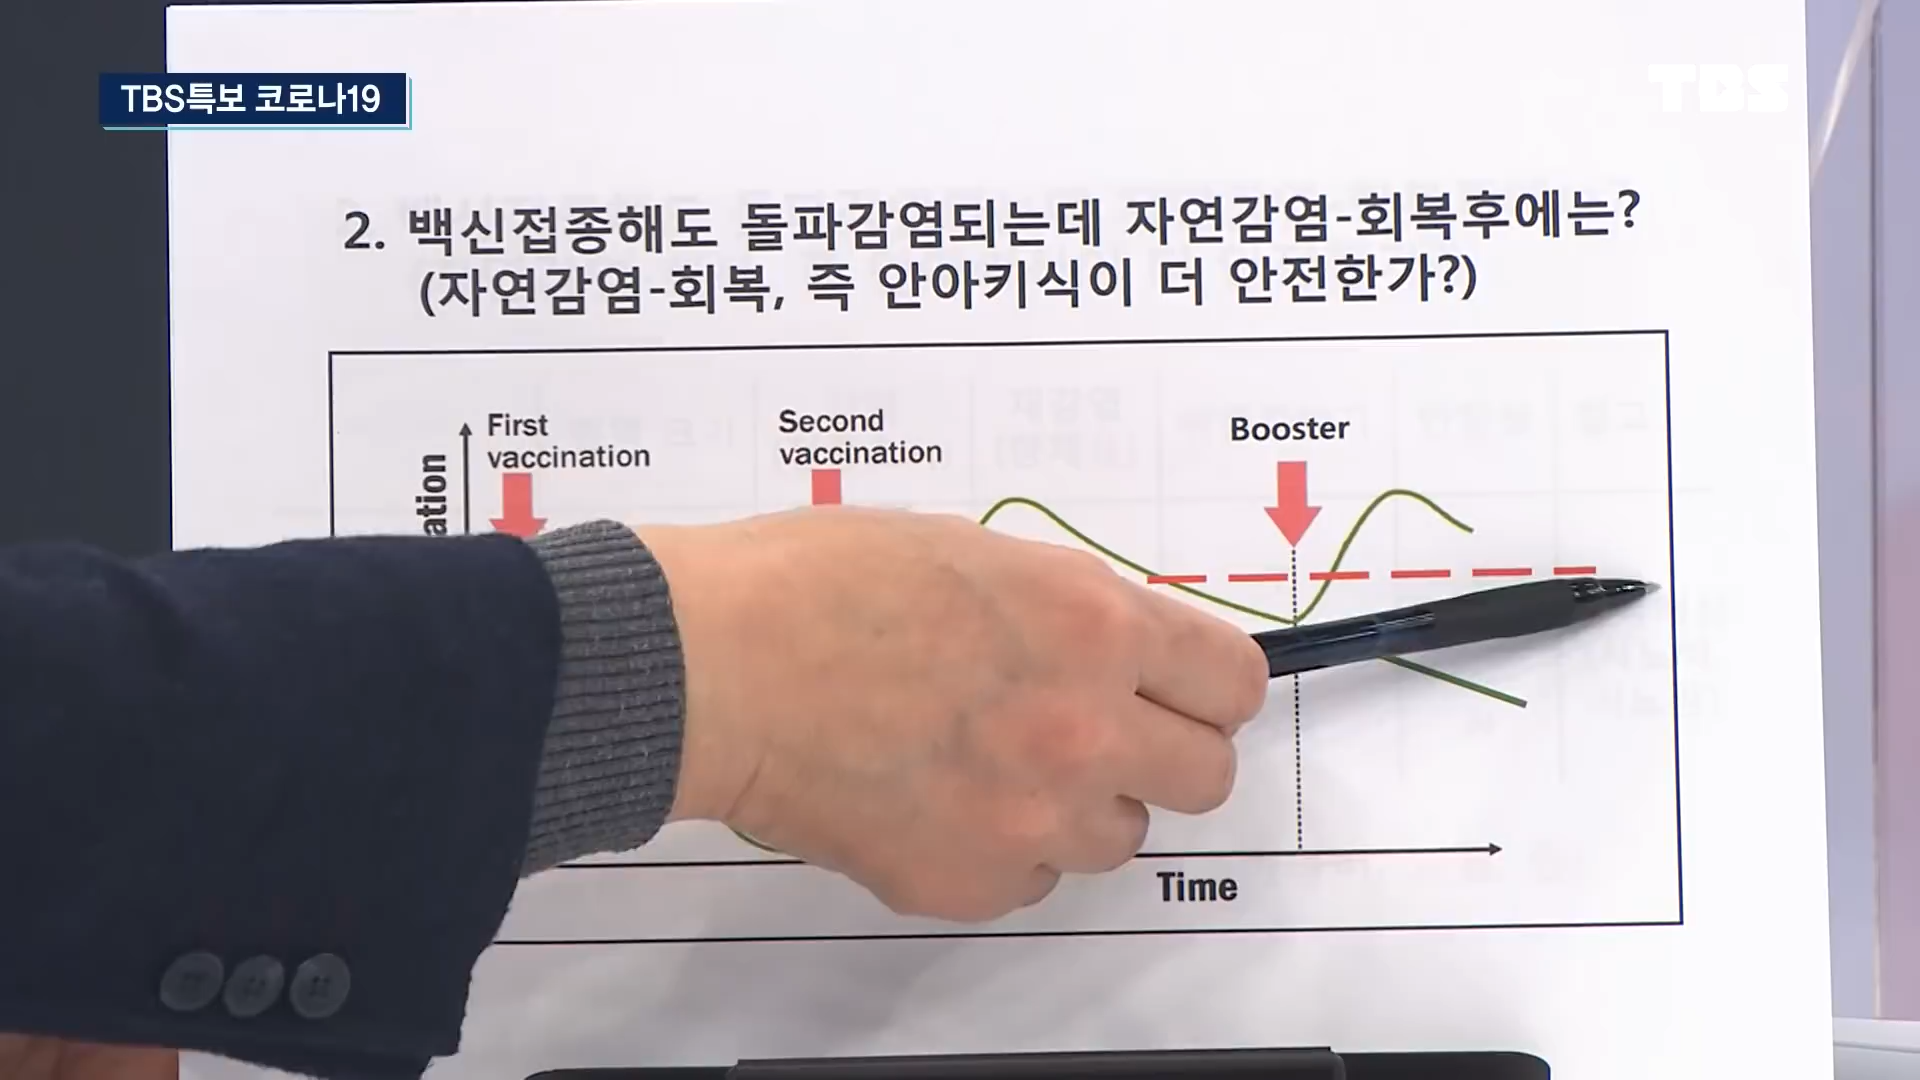 TBS특보 코로나19
TBS
2. 백신접종해도 돌파감염되는데 자연감염-회복후에는?
(자연감염-회복, 즉 안아키식이 더 안전한가?)
First
vaccination
Second
vaccination
Booster
Time